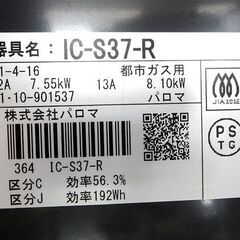 器具名：IC-S37-R
1-4-16
都市ガス用
2A 7.55kW 13A 8.10kW
1.10-901537 パロマ
株式会社パロマ
364 IC-S37-R
区分C 効率56.3%
区分J 効率192Wh
JIA
PS
TG